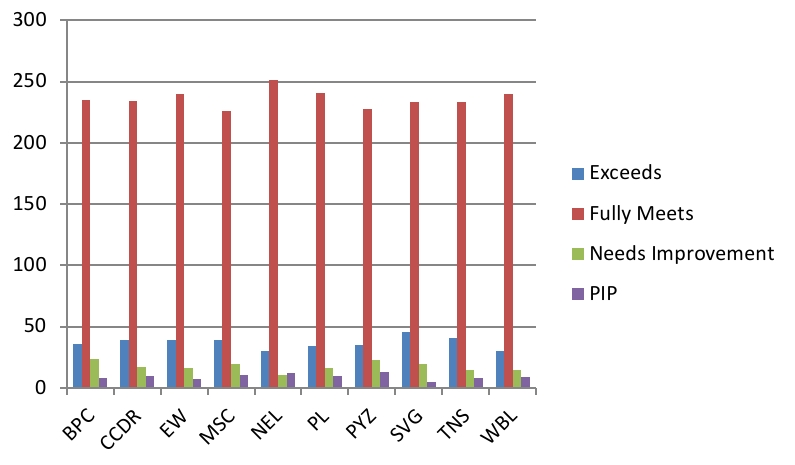 300
250
200
150
100
50
0
BPC
CCDR
EW
MSC
NEL
PL
PYZ
SVG
TNS
WBL
Exceeds
Fully Meets
Needs Improvement
PIP